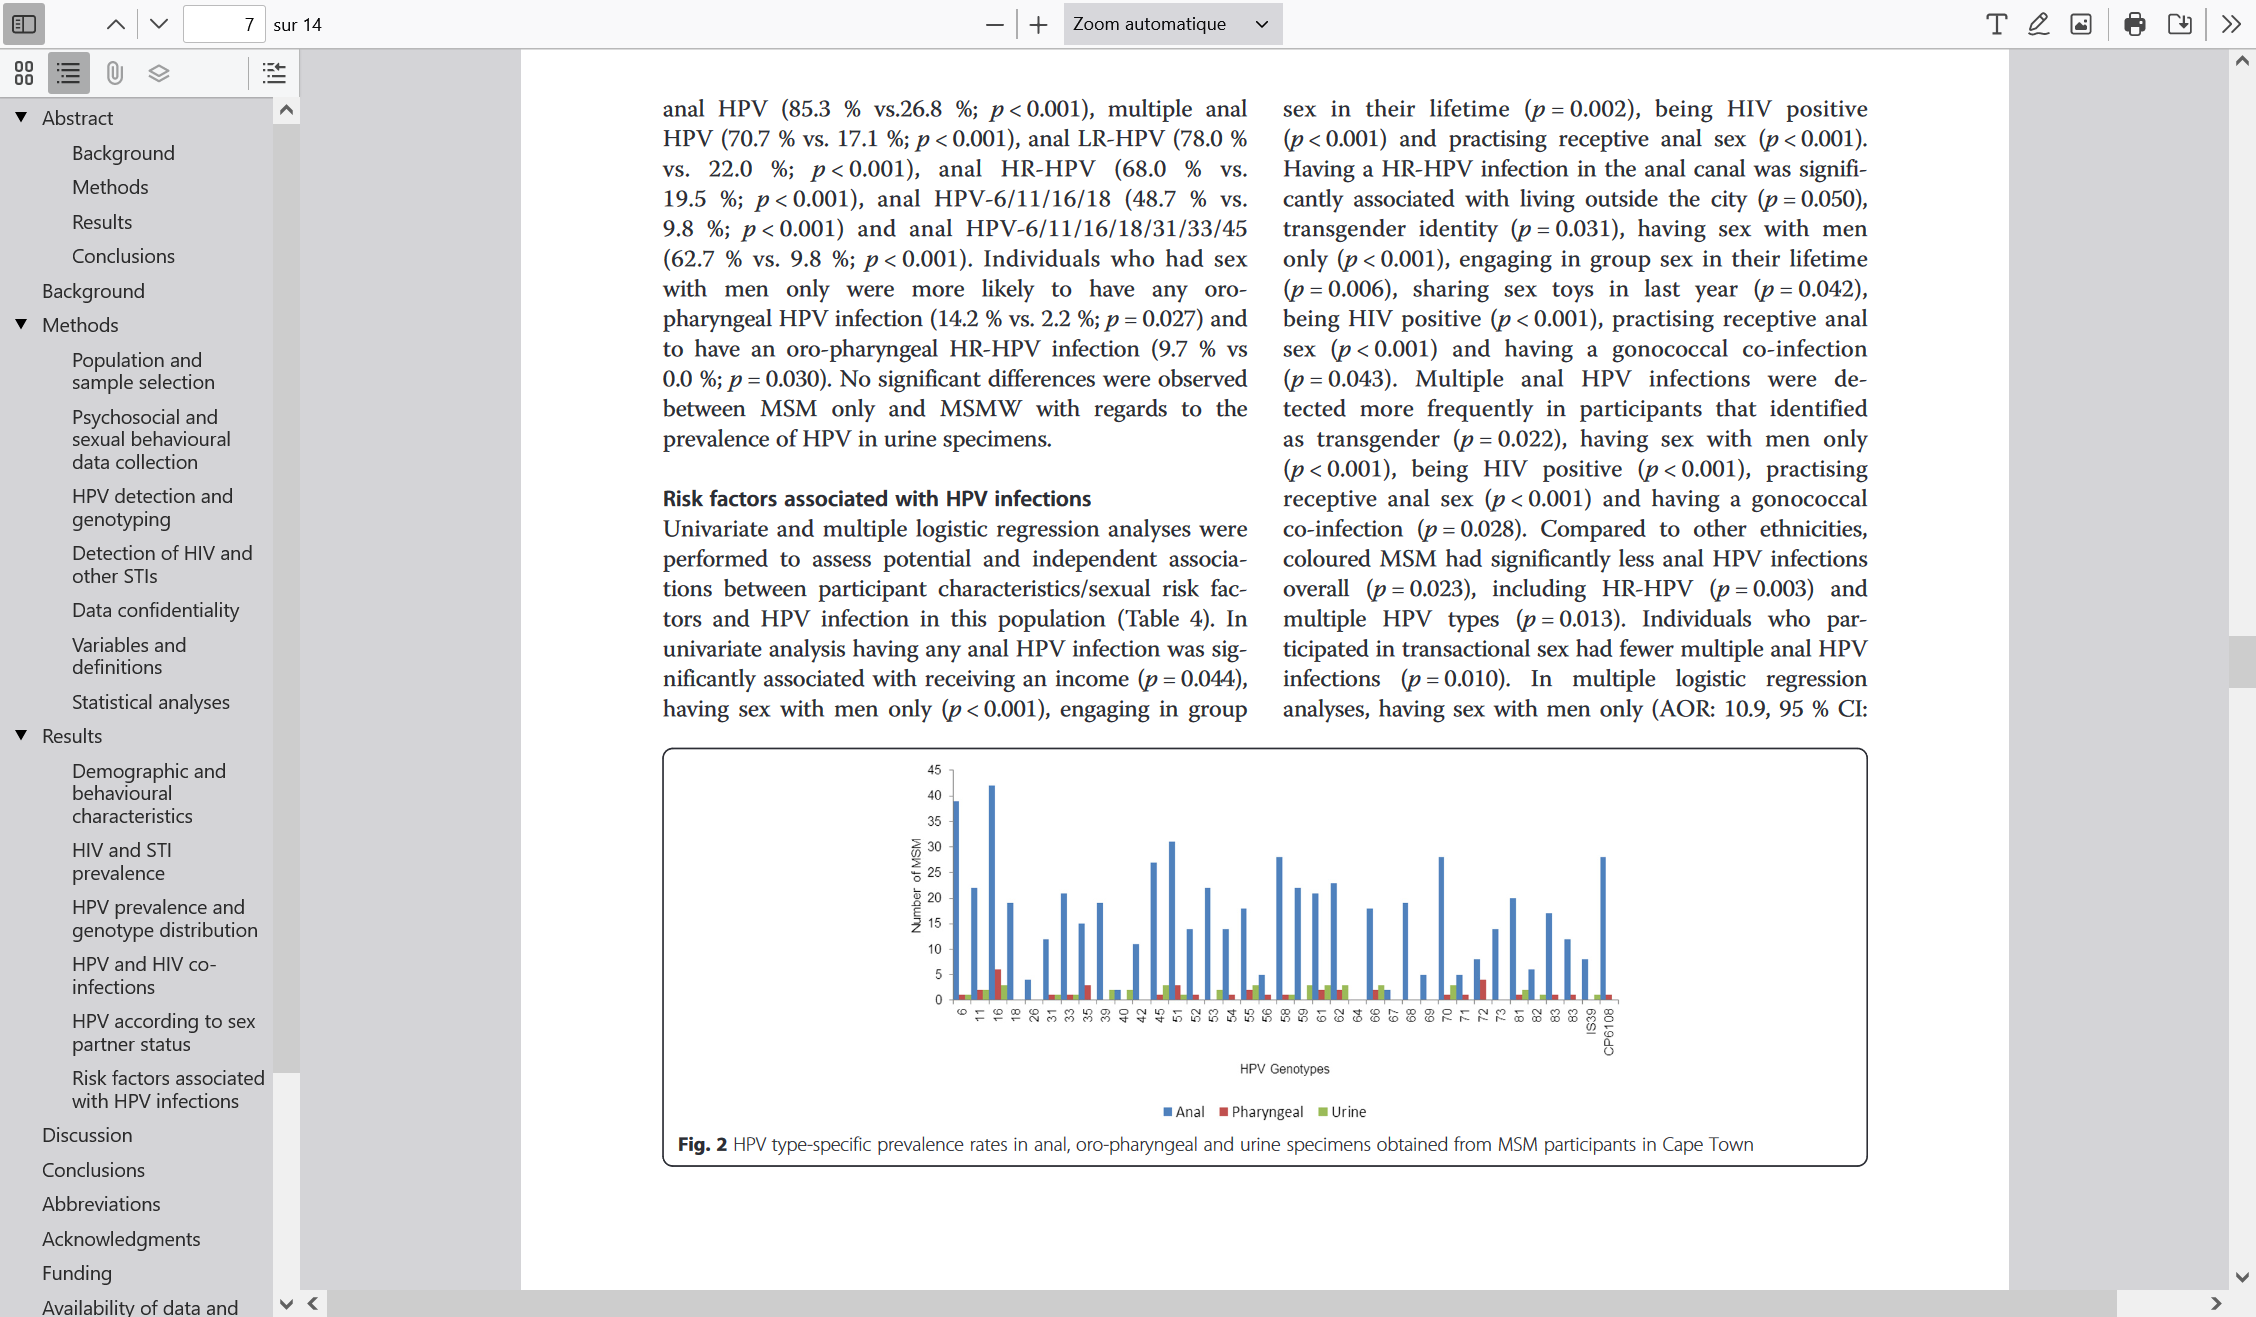 7 sur 14
Zoom automatique
Abstract
Background
Methods
Results
Conclusions
Background
Methods
Population and
sample selection
Psychosocial and
sexual behavioural
data collection
HPV detection and
genotyping
Detection of HIV and
other STIs
Data confidentiality
Variables and
definitions
Statistical analyses
Results
Demographic and
behavioural
characteristics
HIV and STI
prevalence
HPV prevalence and
genotype distribution
HPV and HIV co-
infections
HPV according to sex
partner status
Risk factors associated
with HPV infections
Discussion
Conclusions
Abbreviations
Acknowledgments
Funding
Availability of data and
anal HPV (85.3 % vs.26.8 %; p < 0.001), multiple anal
HPV (70.7 % vs. 17.1 %; p < 0.001), anal LR-HPV (78.0 %
vs. 22.0 %; p < 0.001), anal HR-HPV (68.0 % vs.
19.5 %; p < 0.001), anal HPV-6/11/16/18 (48.7 % vs.
9.8 %; p < 0.001) and anal HPV-6/11/16/18/31/33/45
(62.7 % vs. 9.8 %; p < 0.001). Individuals who had sex
with men only were more likely to have any oro-
pharyngeal HPV infection (14.2 % vs. 2.2 %; p = 0.027) and
to have an oro-pharyngeal HR-HPV infection (9.7 % vs
0.0 %; p = 0.030). No significant differences were observed
between MSM only and MSMW with regards to the
prevalence of HPV in urine specimens.
Risk factors associated with HPV infections
Univariate and multiple logistic regression analyses were
performed to assess potential and independent associa-
tions between participant characteristics/sexual risk fac-
tors and HPV infection in this population (Table 4). In
univariate analysis having any anal HPV infection was sig-
nificantly associated with receiving an income (p = 0.044),
having sex with men only (p < 0.001), engaging in group
sex in their lifetime (p = 0.002), being HIV positive
(p < 0.001) and practising receptive anal sex (p < 0.001).
Having a HR-HPV infection in the anal canal was signifi-
cantly associated with living outside the city (p = 0.050),
transgender identity (p = 0.031), having sex with men
only (p < 0.001), engaging in group sex in their lifetime
(p = 0.006), sharing sex toys in last year (p = 0.042),
being HIV positive (p < 0.001), practising receptive anal
sex (p < 0.001) and having a gonococcal co-infection
(p = 0.043). Multiple anal HPV infections were de-
tected more frequently in participants that identified
as transgender (p = 0.022), having sex with men only
(p < 0.001), being HIV positive (p < 0.001), practising
receptive anal sex (p < 0.001) and having a gonococcal
co-infection (p = 0.028). Compared to other ethnicities,
coloured MSM had significantly less anal HPV infections
overall (p = 0.023), including HR-HPV (p = 0.003) and
multiple HPV types (p = 0.013). Individuals who par-
ticipated in transactional sex had fewer multiple anal HPV
infections (p = 0.010). In multiple logistic regression
analyses, having sex with men only (AOR: 10.9, 95 % CI:
Number of MSM
45
40
35
30
25
20
15
10
5
0
6 11 16 18 26 31 33 35 39 40 42 45 51 52 53 54 55 56 58 59 61 62 64 66 67 68 69 70 71 72 73 81 82 83 83 IS39 CP6108
HPV Genotypes
Anal Pharyngeal Urine
Fig. 2 HPV type-specific prevalence rates in anal, oro-pharyngeal and urine specimens obtained from MSM participants in Cape Town